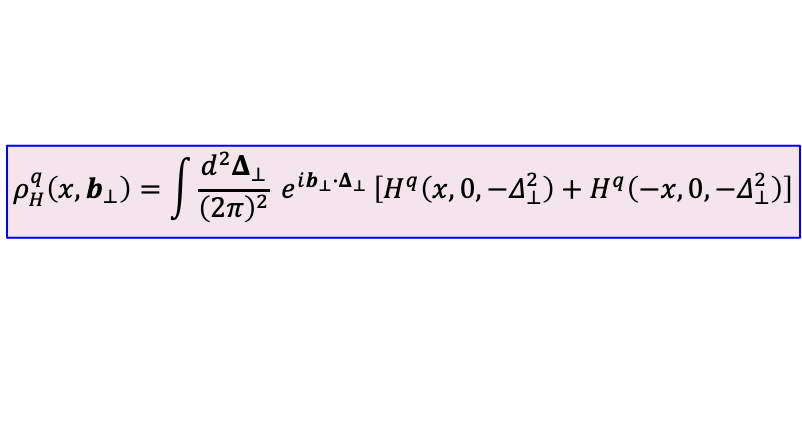 ρ_H^q(x, b_⊥) = ∫ d²Δ_⊥/(2π)² e^{ib_⊥·Δ_⊥} [H^q(x, 0, −Δ_⊥²) + H^q(−x, 0, −Δ_⊥²)]